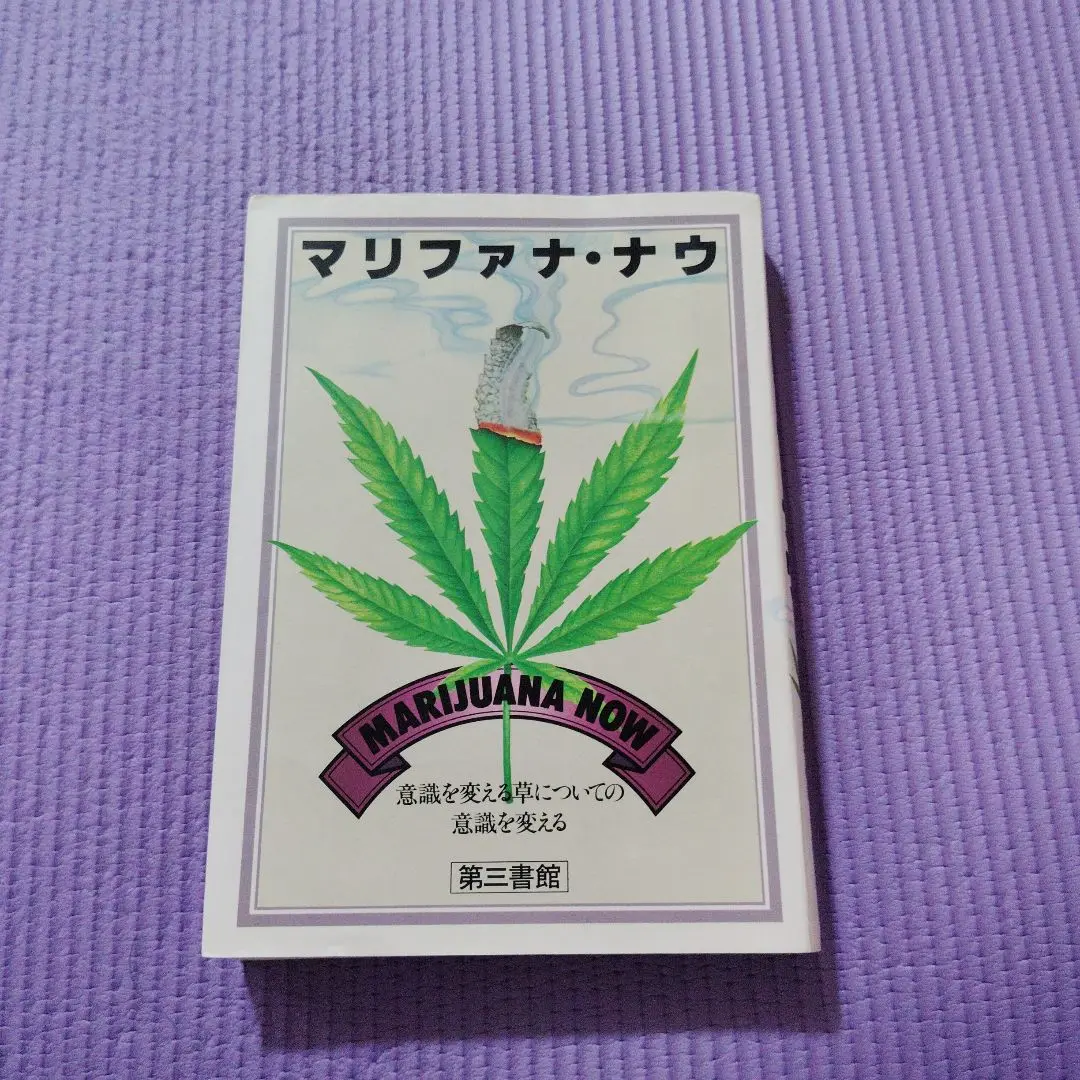 マリファナ・ナウ
MARIJUANA NOW
意識を変える草についての
意識を変える
第三書館